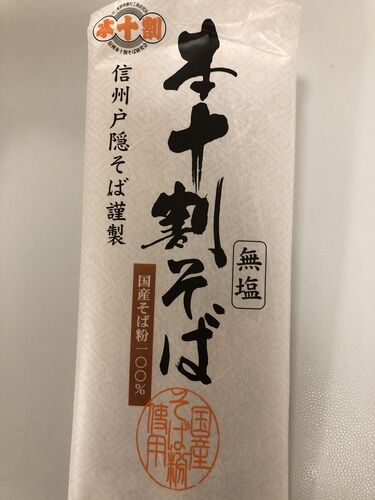 本十割
信州戸隠そば謹製
本十割そば
無塩
国産そば粉一〇〇%
国産
そば粉
使用